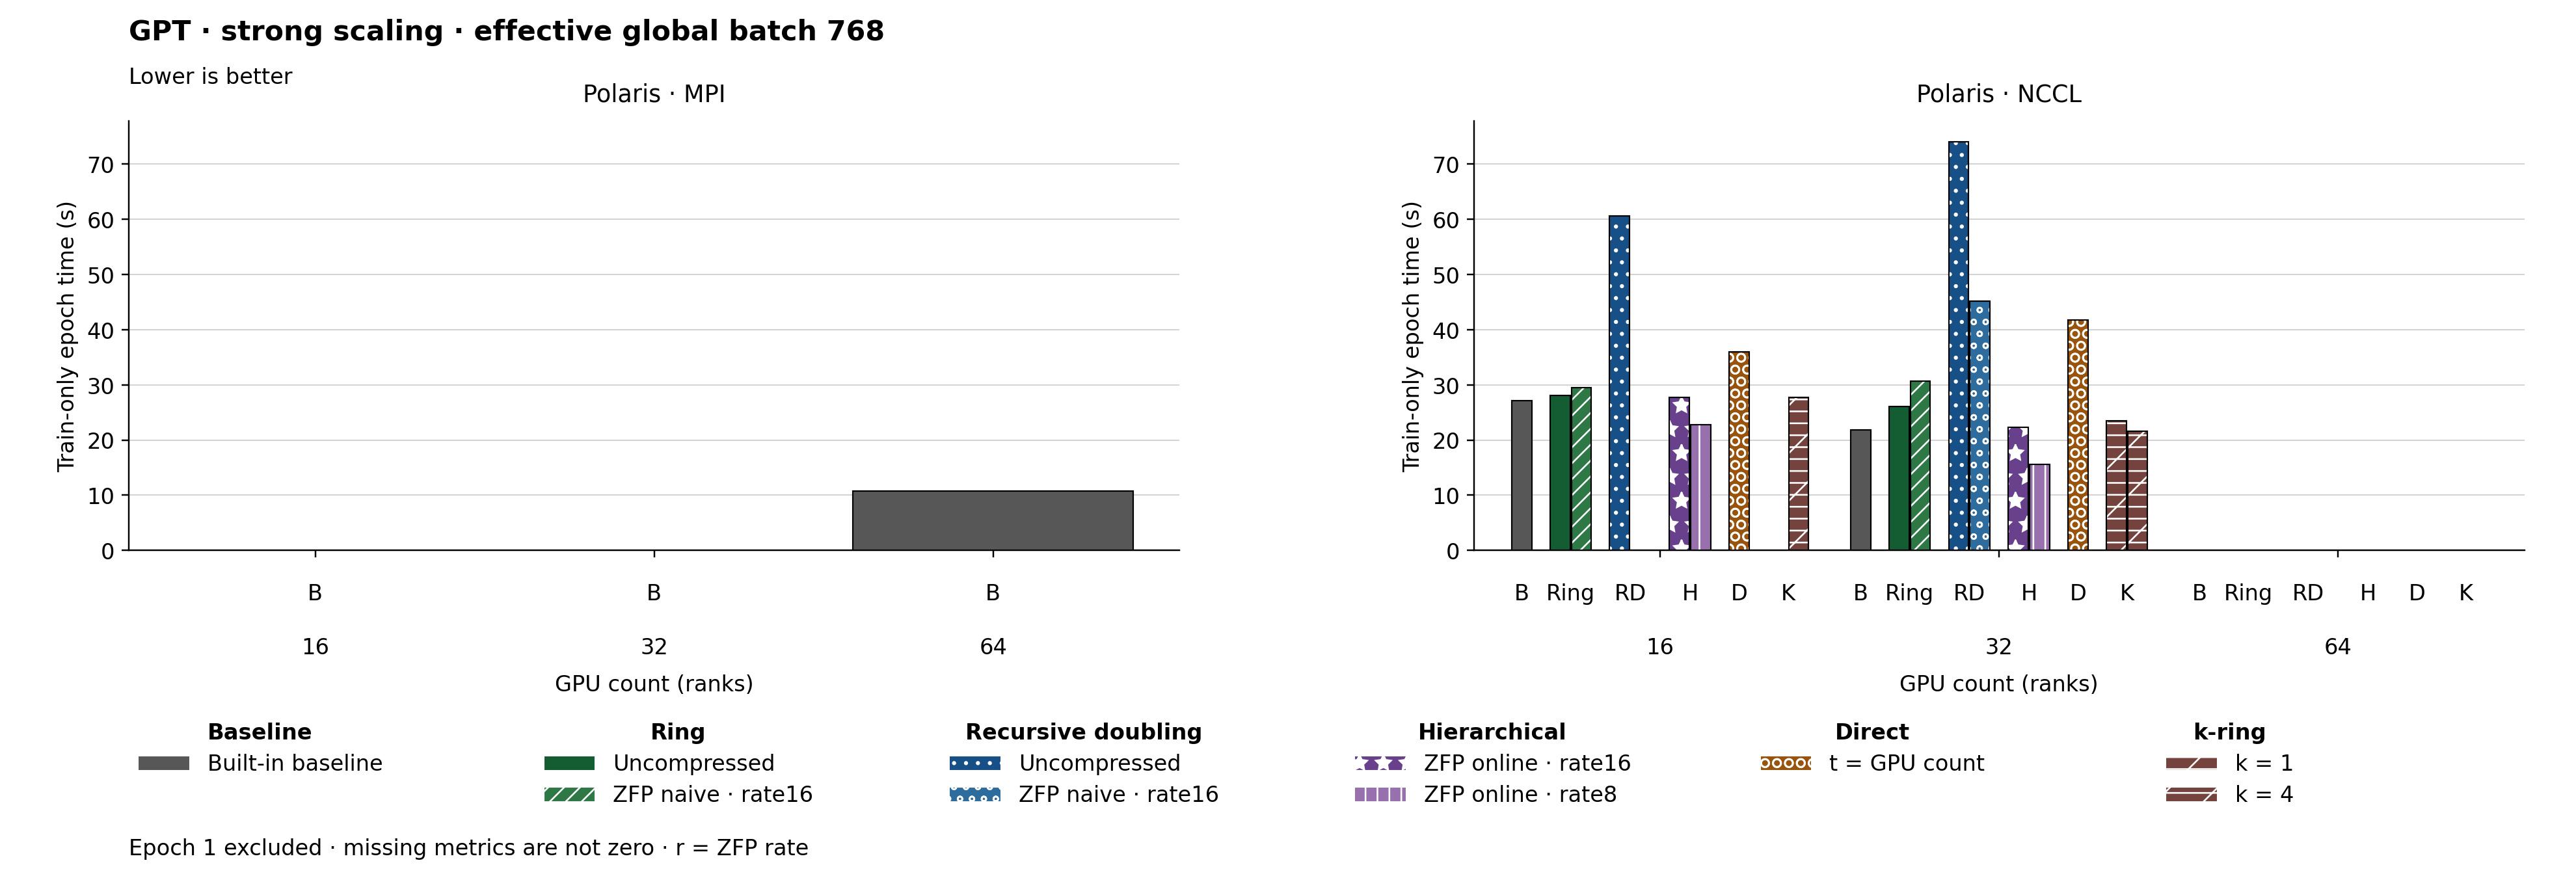 GPT · strong scaling · effective global batch 768
Lower is better
Polaris · MPI
Train-only epoch time (s)
70
60
50
40
30
20
10
0
B B B
16 32 64
GPU count (ranks)
Polaris · NCCL
Train-only epoch time (s)
70
60
50
40
30
20
10
0
B Ring RD H D K B Ring RD H D K B Ring RD H D K
16 32 64
GPU count (ranks)
Baseline
Built-in baseline
Ring
Uncompressed
ZFP naive · rate16
Recursive doubling
Uncompressed
ZFP naive · rate16
Hierarchical
ZFP online · rate16
ZFP online · rate8
Direct
t = GPU count
k-ring
k = 1
k = 4
Epoch 1 excluded · missing metrics are not zero · r = ZFP rate